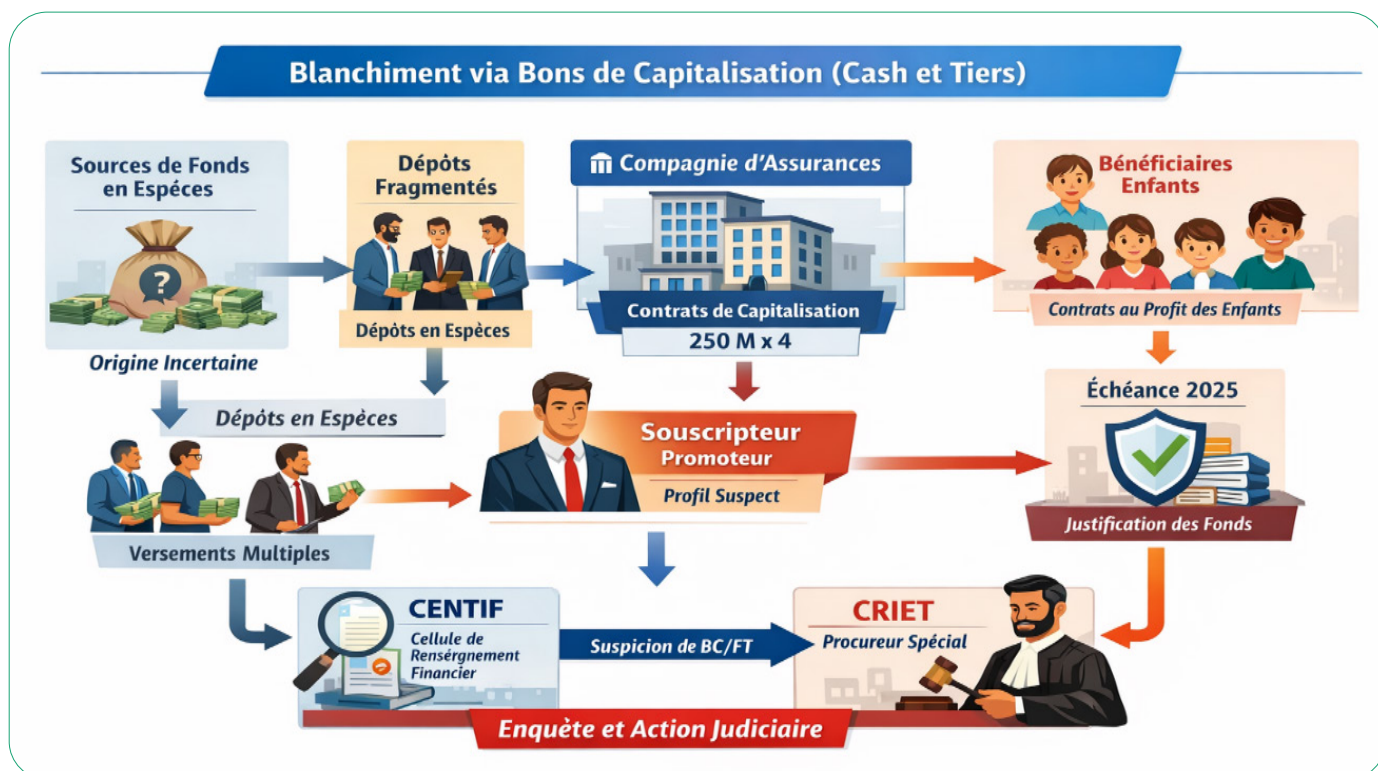 Blanchiment via Bons de Capitalisation (Cash et Tiers)
Sources de Fonds
en Espéces
?
Origine Incertaine
Dépôts
Fragmentés
Dépôts en Espèces
Compagnie d'Assurances
Contrats de Capitalisation
250 M x 4
Bénéficiaires
Enfants
Contrats au Profit des Enfants
Dépôts en Espèces
Versements Multiples
Souscripteur
Promoteur
Profil Suspect
Échéance 2025
Justification des Fonds
CENTIF
Cellule de
Rensérgnement
Financier
Suspicion de BC/FT
CRIET
Procureur Spécial
Enquète et Action Judiciaire